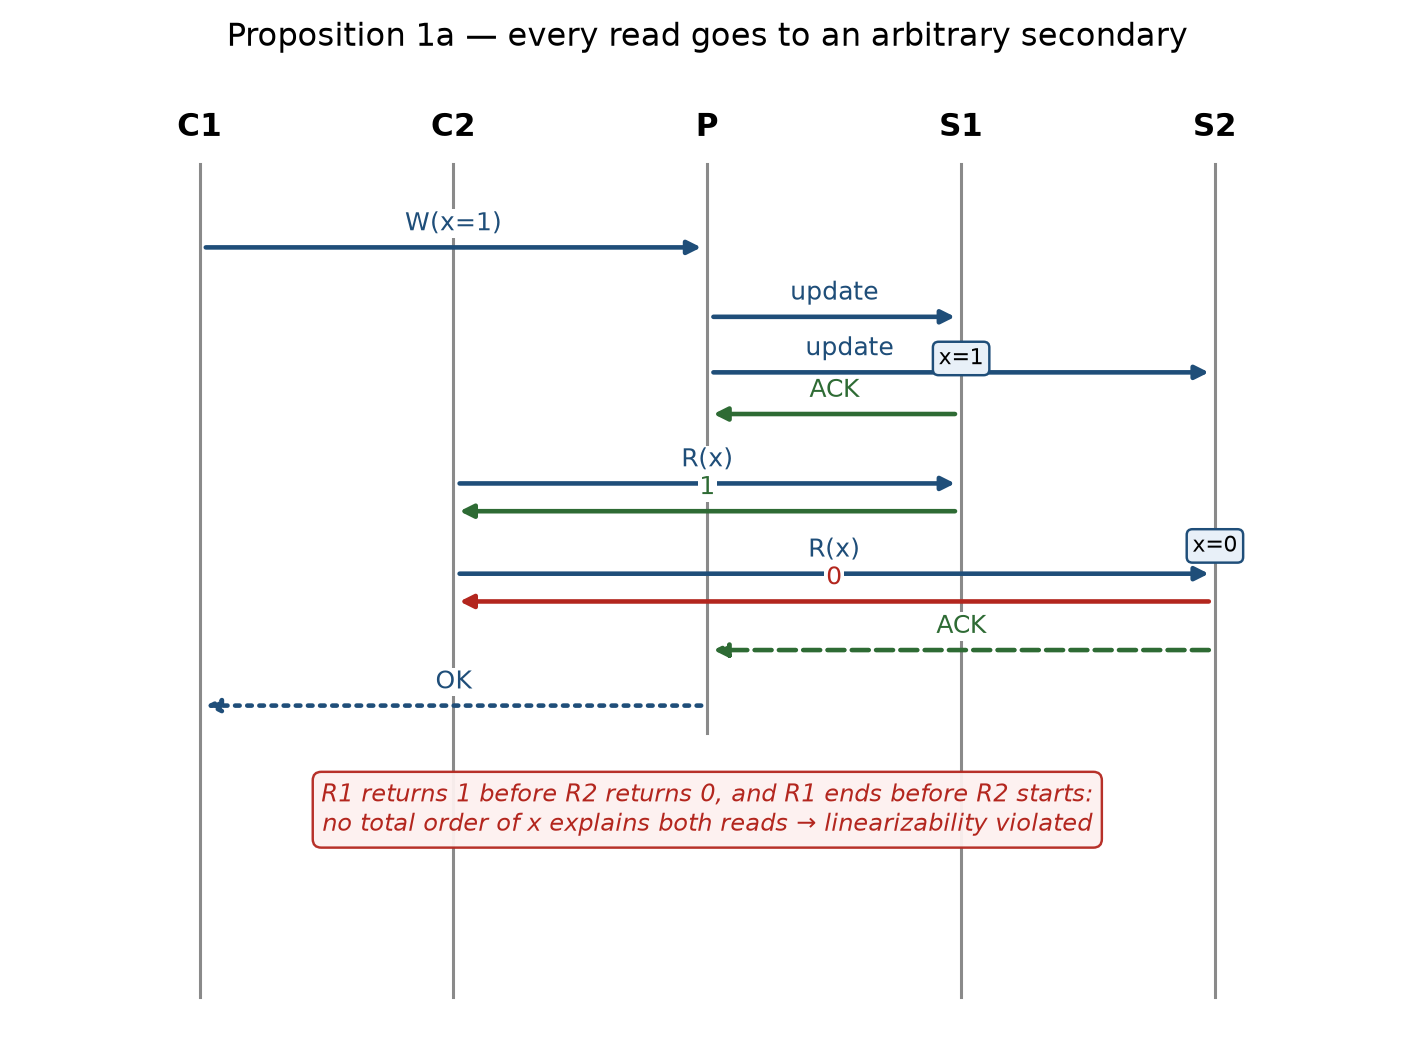 Proposition 1a — every read goes to an arbitrary secondary
C1 C2 P S1 S2
W(x=1)
update
update
x=1
ACK
R(x)
1
x=0
R(x)
0
ACK
OK
R1 returns 1 before R2 returns 0, and R1 ends before R2 starts:
no total order of x explains both reads → linearizability violated